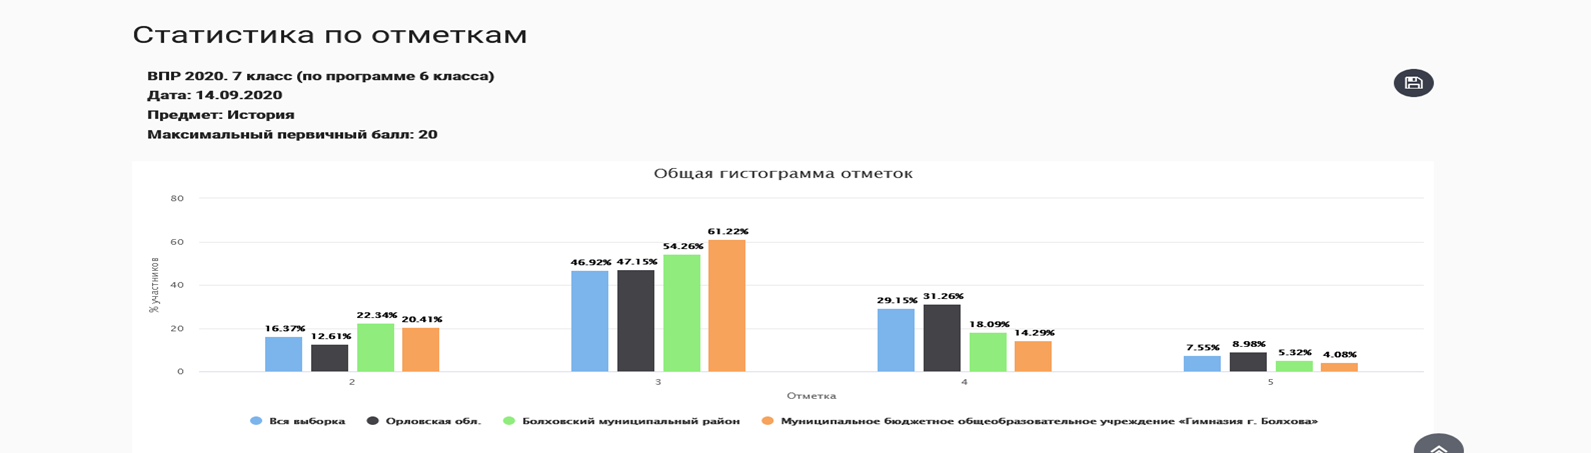 Статистика по отметкам
ВПР 2020. 7 класс (по программе 6 класса)
Дата: 14.09.2020
Предмет: История
Максимальный первичный балл: 20
Общая гистограмма отметок
80
60
40
20
0
% участников
16.37% 12.61% 22.34% 20.41%
46.92% 47.15% 54.26% 61.22%
29.15% 31.26% 18.09% 14.29%
7.55% 8.98% 5.32% 4.08%
2 3 4 5
Отметка
Вся выборка Орловская обл. Болховский муниципальный район Муниципальное бюджетное общеобразовательное учреждение «Гимназия г. Болхова»